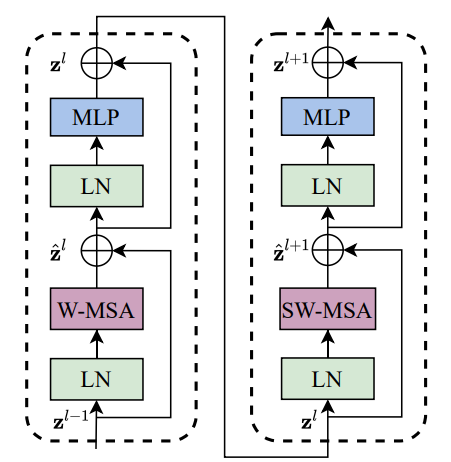 z^l
MLP
LN
ẑ^l
W-MSA
LN
z^{l−1}
z^{l+1}
MLP
LN
ẑ^{l+1}
SW-MSA
LN
z^l